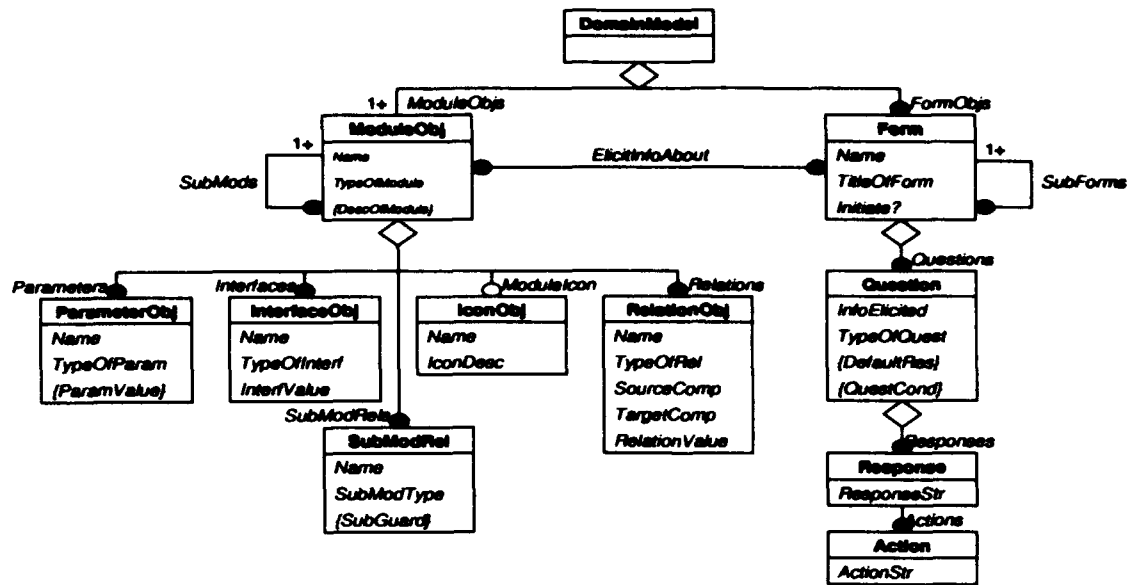 DomainModel
1+ ModuleObjs
FormObjs
ModuleObj
Name
TypeOfModule
{DescOfModule}
1+
SubMods
ElicitInfoAbout
Form
Name
TitleOfForm
Initiate?
1+
SubForms
Parameters
ParameterObj
Name
TypeOfParam
{ParamValue}
Interfaces
InterfaceObj
Name
TypeOfInterf
InterfValue
ModuleIcon
IconObj
Name
IconDesc
Relations
RelationObj
Name
TypeOfRel
SourceComp
TargetComp
RelationValue
SubModRels
SubModRel
Name
SubModType
{SubGuard}
Questions
Question
InfoElicited
TypeOfQuest
{DefaultRes}
{QuestCond}
Responses
Response
ResponseStr
Actions
Action
ActionStr